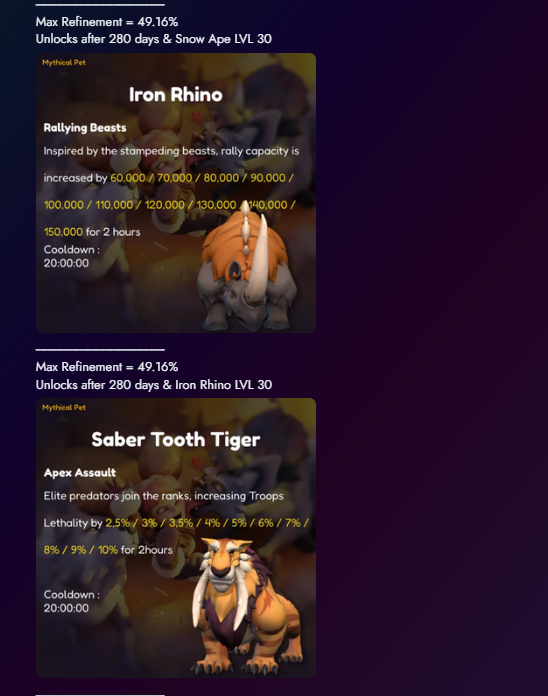 Max Refinement = 49.16%
Unlocks after 280 days & Snow Ape LVL 30
Mythical Pet
Iron Rhino
Rallying Beasts
Inspired by the stampeding beasts, rally capacity is
increased by 60,000 / 70,000 / 80,000 / 90,000 /
100,000 / 110,000 / 120,000 / 130,000 / 140,000 /
150,000 for 2 hours
Cooldown :
20:00:00
Max Refinement = 49.16%
Unlocks after 280 days & Iron Rhino LVL 30
Mythical Pet
Saber Tooth Tiger
Apex Assault
Elite predators join the ranks, increasing Troops
Lethality by 2,5% / 3% / 3,5% / 4% / 5% / 6% / 7% /
8% / 9% / 10% for 2hours
Cooldown :
20:00:00